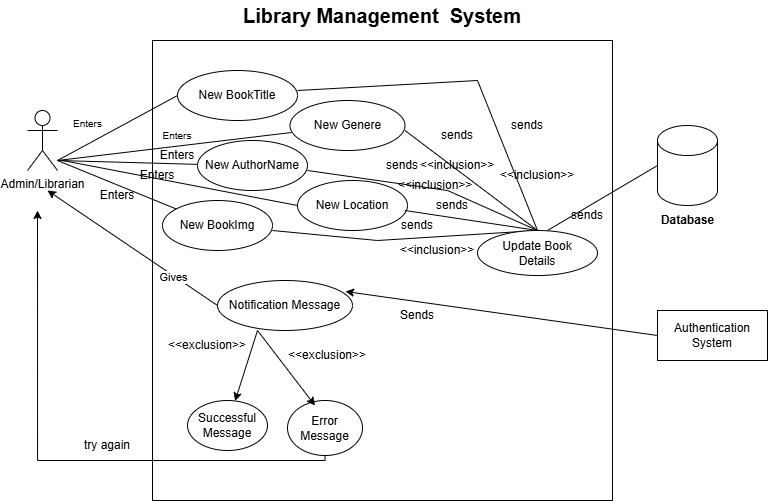 Library Management System
New BookTitle
Enters
sends
New Genere
Enters
sends
Enters
New AuthorName
sends
<<inclusion>>
<<inclusion>>
Admin/Librarian
Enters
<<inclusion>>
Enters
New Location
sends
sends
Database
New BookImg
sends
Update Book
Details
<<inclusion>>
Gives
Notification Message
Sends
Authentication
System
<<exclusion>>
<<exclusion>>
Successful
Message
Error
Message
try again